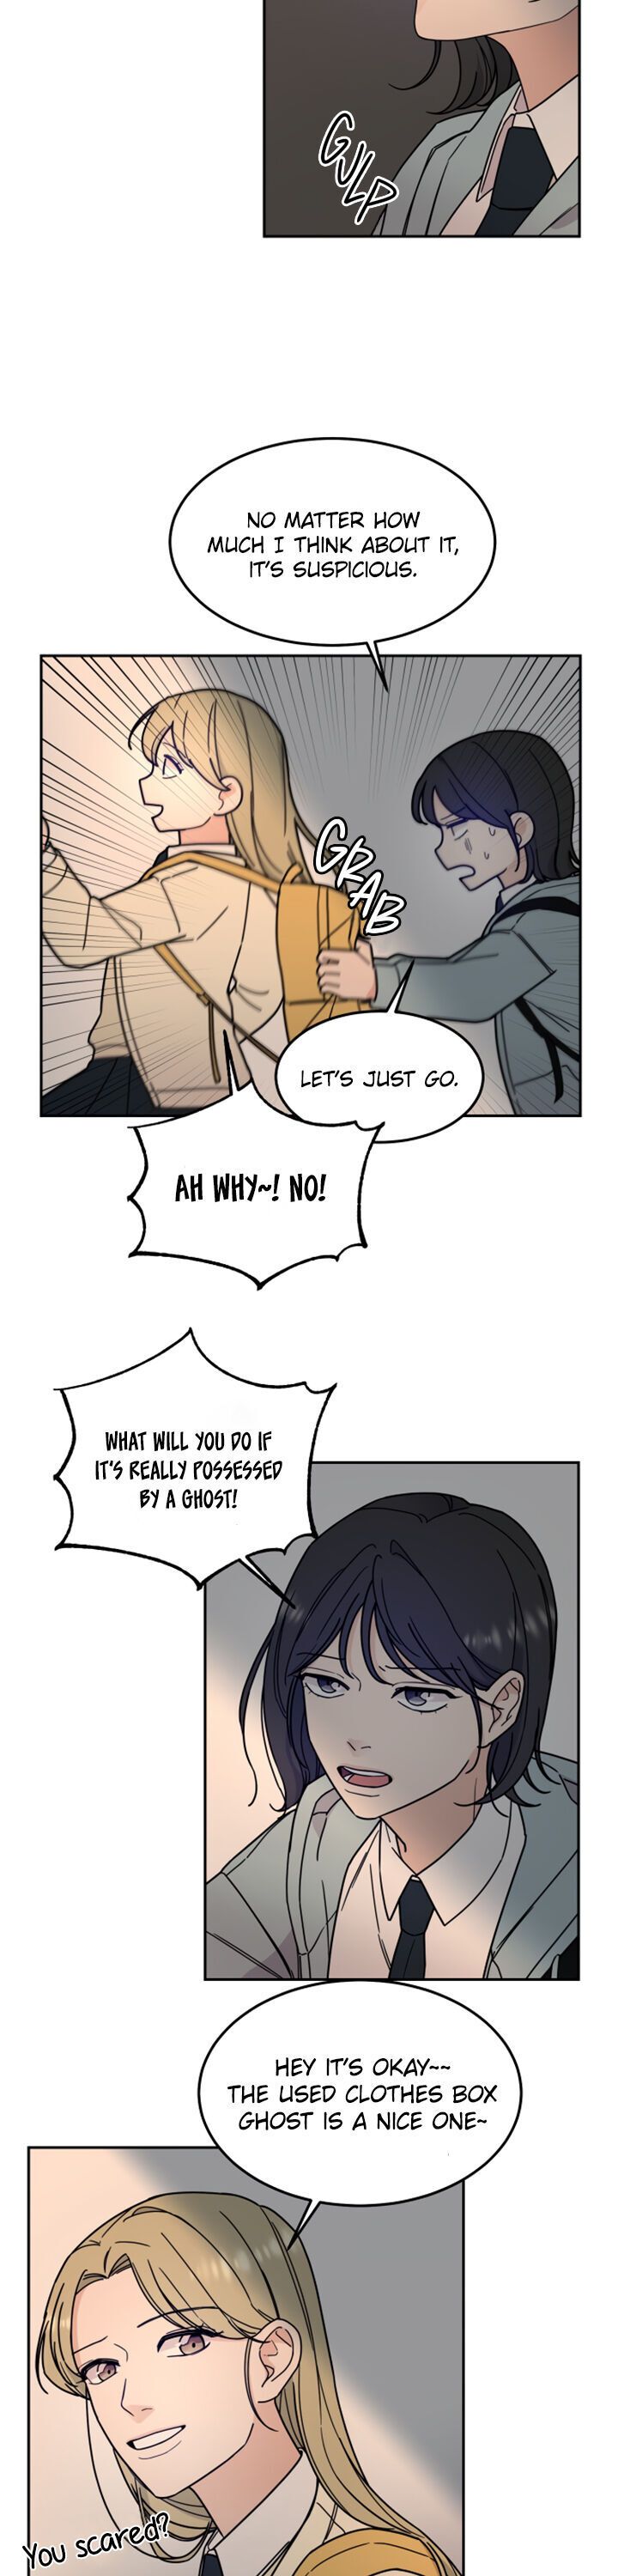 GULP
NO MATTER HOW
MUCH I THINK ABOUT IT,
IT'S SUSPICIOUS.
GRAB
LET'S JUST GO.
AH WHY~! NO!
WHAT WILL YOU DO IF
IT'S REALLY POSSESSED
BY A GHOST!
HEY IT'S OKAY~~
THE USED CLOTHES BOX
GHOST IS A NICE ONE~
You scared?